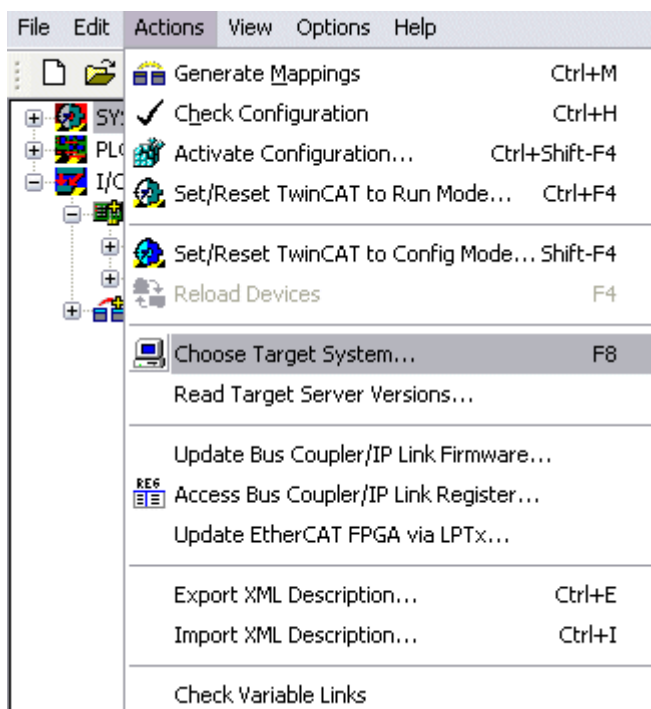 File Edit Actions View Options Help
Generate Mappings Ctrl+M
Check Configuration Ctrl+H
Activate Configuration... Ctrl+Shift-F4
Set/Reset TwinCAT to Run Mode... Ctrl+F4
Set/Reset TwinCAT to Config Mode... Shift-F4
Reload Devices F4
Choose Target System... F8
Read Target Server Versions...
Update Bus Coupler/IP Link Firmware...
REG Access Bus Coupler/IP Link Register...
Update EtherCAT FPGA via LPTx...
Export XML Description... Ctrl+E
Import XML Description... Ctrl+I
Check Variable Links